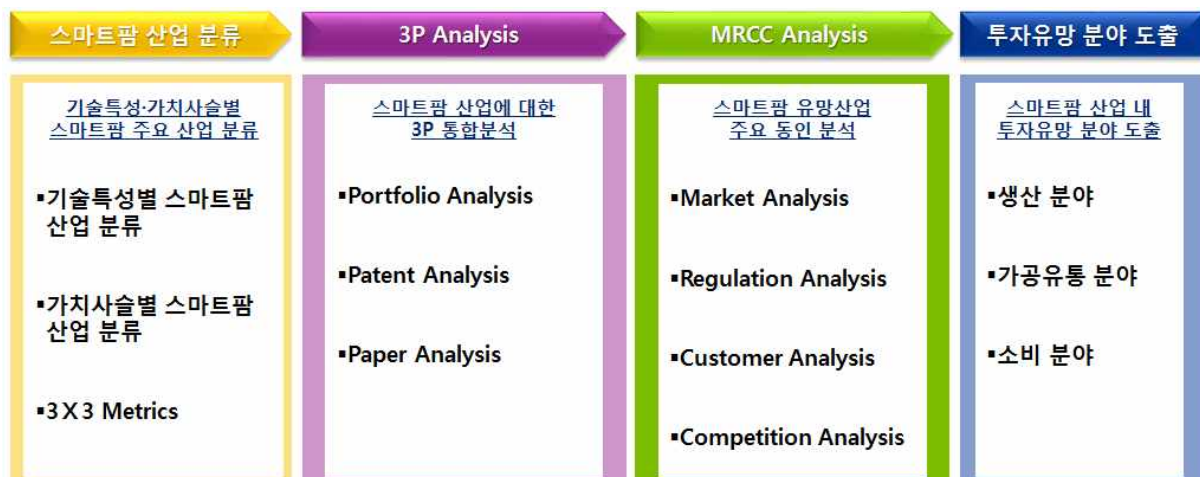 스마트팜 산업 분류
3P Analysis
MRCC Analysis
투자유망 분야 도출
기술특성·가치사슬별
스마트팜 주요 산업 분류
▪기술특성별 스마트팜
산업 분류
▪가치사슬별 스마트팜
산업 분류
▪3X3 Metrics
스마트팜 산업에 대한
3P 통합분석
▪Portfolio Analysis
▪Patent Analysis
▪Paper Analysis
스마트팜 유망산업
주요 동인 분석
▪Market Analysis
▪Regulation Analysis
▪Customer Analysis
▪Competition Analysis
스마트팜 산업 내
투자유망 분야 도출
▪생산 분야
▪가공유통 분야
▪소비 분야